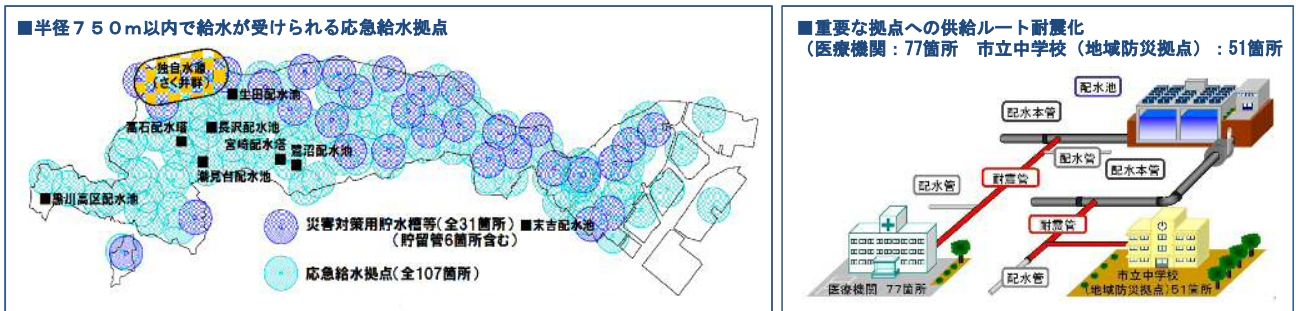 ■半径７５０ｍ以内で給水が受けられる応急給水拠点
独自水源
(さく井群)
■生田配水池
高石配水塔
■長沢配水池
宮崎配水塔
鷺沼配水池
潮見台配水池
■黒川高区配水池
災害対策用貯水槽等(全31箇所)
(貯留管6箇所含む)
■末吉配水池
応急給水拠点(全107箇所)
■重要な拠点への供給ルート耐震化
(医療機関：77箇所　市立中学校（地域防災拠点）：51箇所
配水池
配水本管
配水管
配水本管
耐震管
配水管
耐震管
配水管
医療機関 77箇所
市立中学校
(地域防災拠点)51箇所